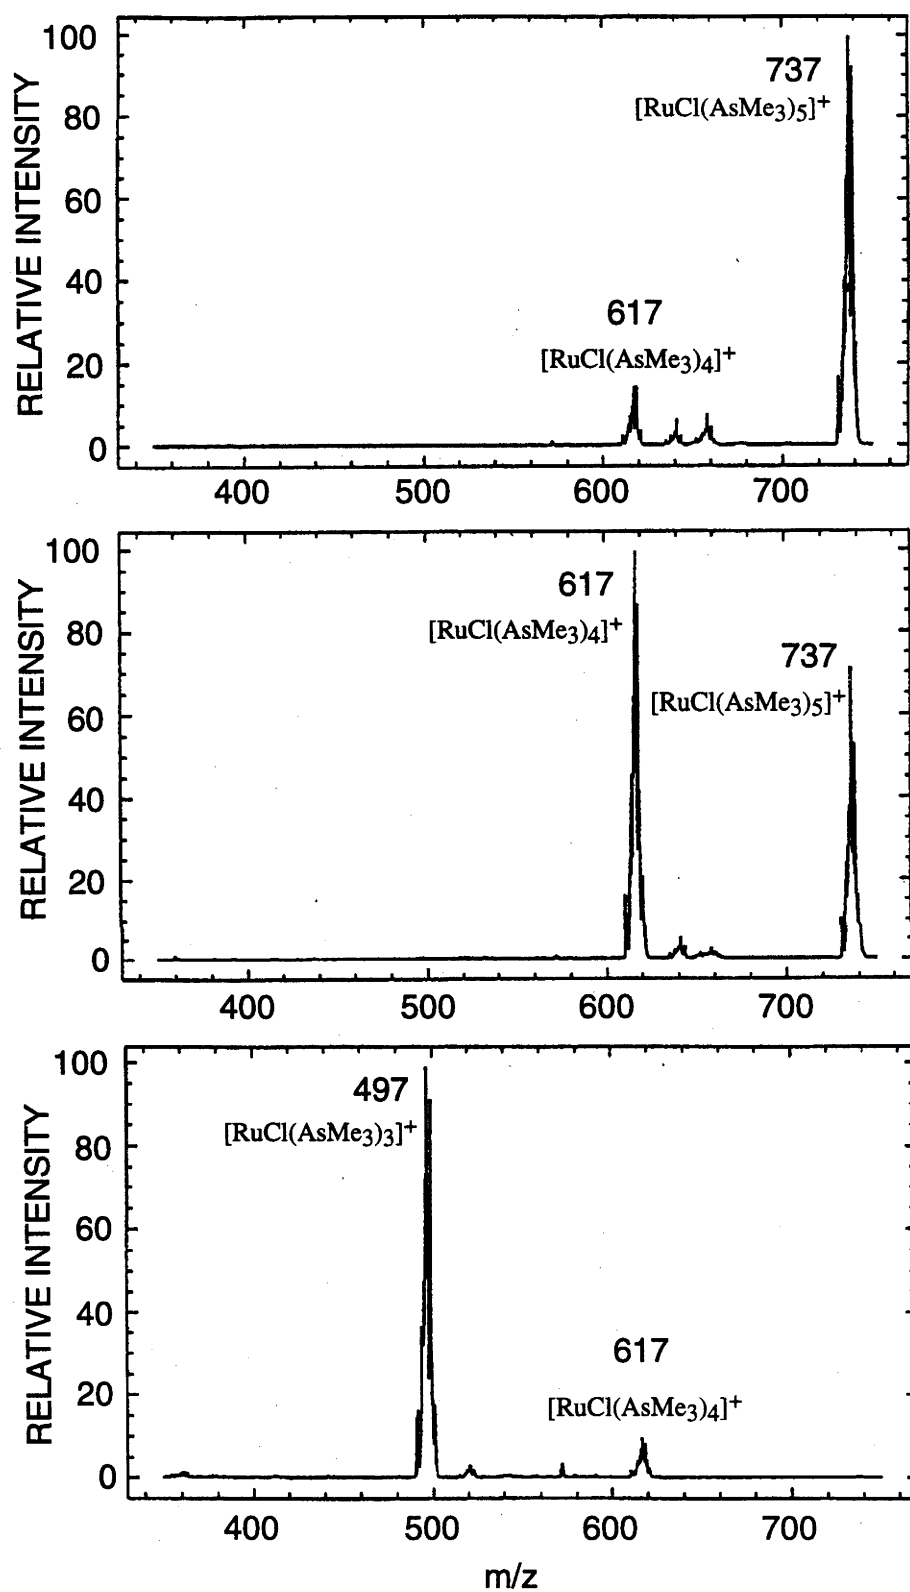 RELATIVE INTENSITY
100
80
60
40
20
0
737
[RuCl(AsMe3)5]+
617
[RuCl(AsMe3)4]+
400 500 600 700
RELATIVE INTENSITY
100
80
60
40
20
0
617
[RuCl(AsMe3)4]+
737
[RuCl(AsMe3)5]+
400 500 600 700
RELATIVE INTENSITY
100
80
60
40
20
0
497
[RuCl(AsMe3)3]+
617
[RuCl(AsMe3)4]+
400 500 600 700
m/z